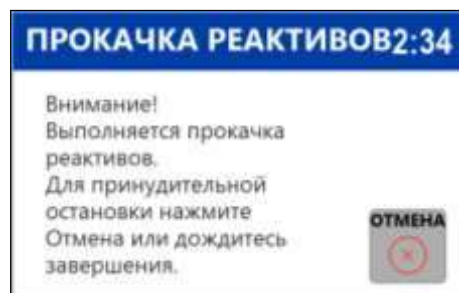 ПРОКАЧКА РЕАКТИВОВ2:34
Внимание!
Выполняется прокачка
реактивов.
Для принудительной
остановки нажмите
Отмена или дождитесь
завершения.
ОТМЕНА